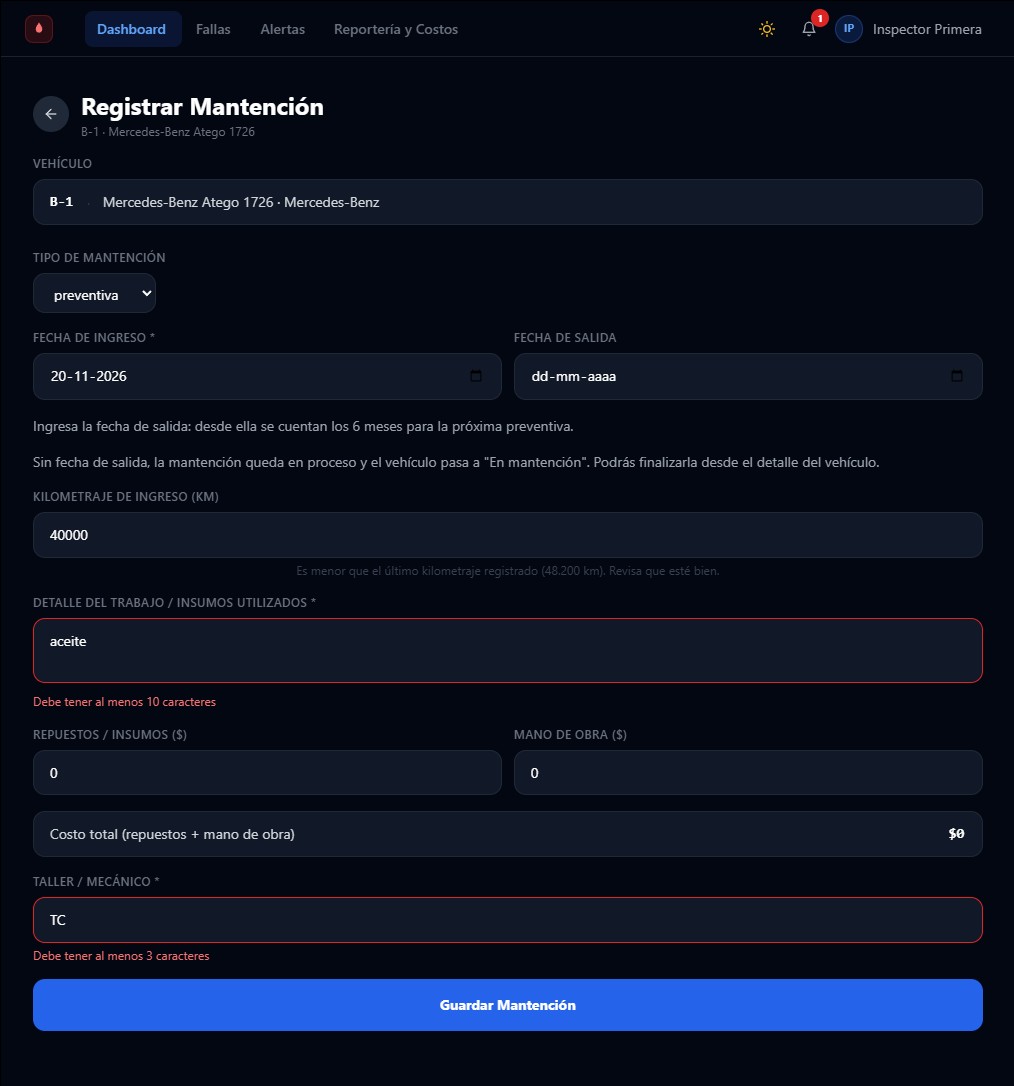 Dashboard Fallas Alertas Reportería y Costos 1 IP Inspector Primera
Registrar Mantención
B-1 · Mercedes-Benz Atego 1726
VEHÍCULO
B-1 · Mercedes-Benz Atego 1726 · Mercedes-Benz
TIPO DE MANTENCIÓN
preventiva
FECHA DE INGRESO * FECHA DE SALIDA
20-11-2026 dd-mm-aaaa
Ingresa la fecha de salida: desde ella se cuentan los 6 meses para la próxima preventiva.
Sin fecha de salida, la mantención queda en proceso y el vehículo pasa a "En mantención". Podrás finalizarla desde el detalle del vehículo.
KILOMETRAJE DE INGRESO (KM)
40000
Es menor que el último kilometraje registrado (48.200 km). Revisa que esté bien.
DETALLE DEL TRABAJO / INSUMOS UTILIZADOS *
aceite
Debe tener al menos 10 caracteres
REPUESTOS / INSUMOS ($) MANO DE OBRA ($)
0 0
Costo total (repuestos + mano de obra) $0
TALLER / MECÁNICO *
TC
Debe tener al menos 3 caracteres
Guardar Mantención